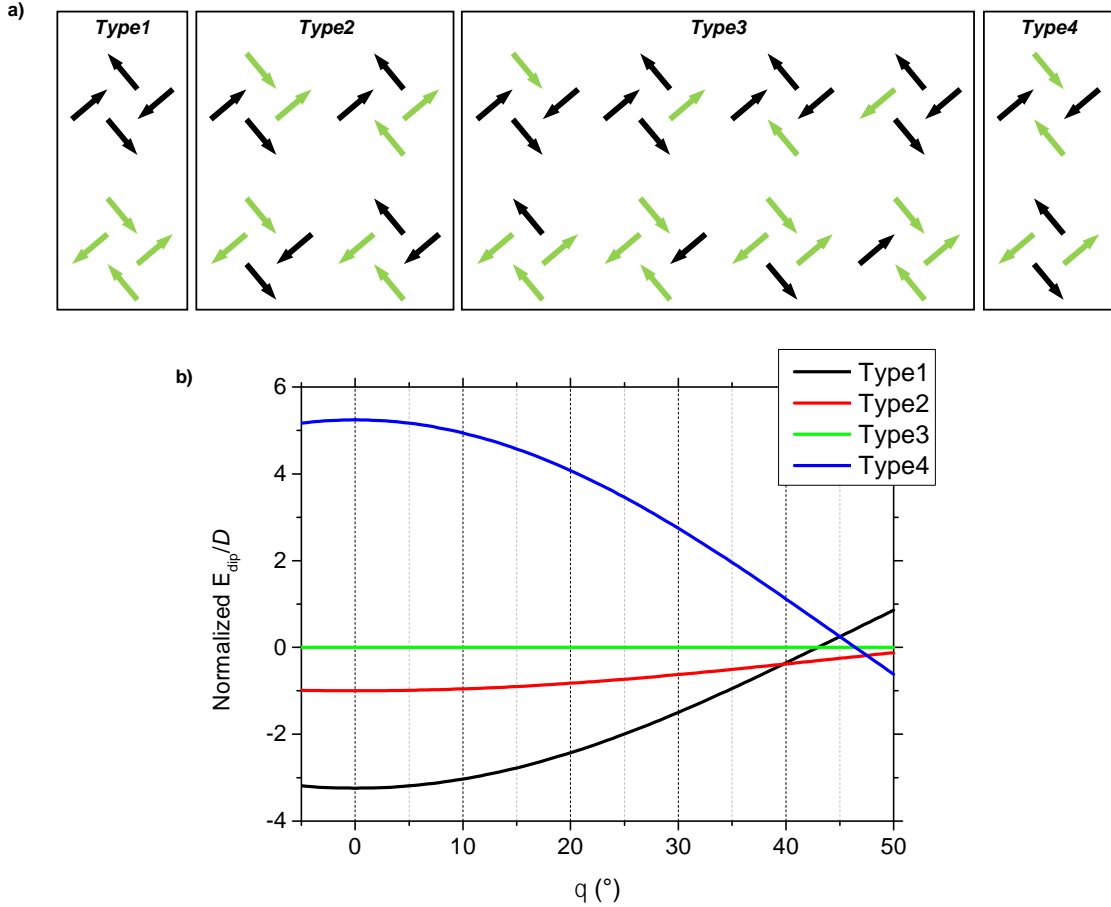 a)
Type1 Type2 Type3 Type4
b)
Type1
Type2
Type3
Type4
6
4
2
0
-2
-4
Normalized E_dip/D
0 10 20 30 40 50
q (°)